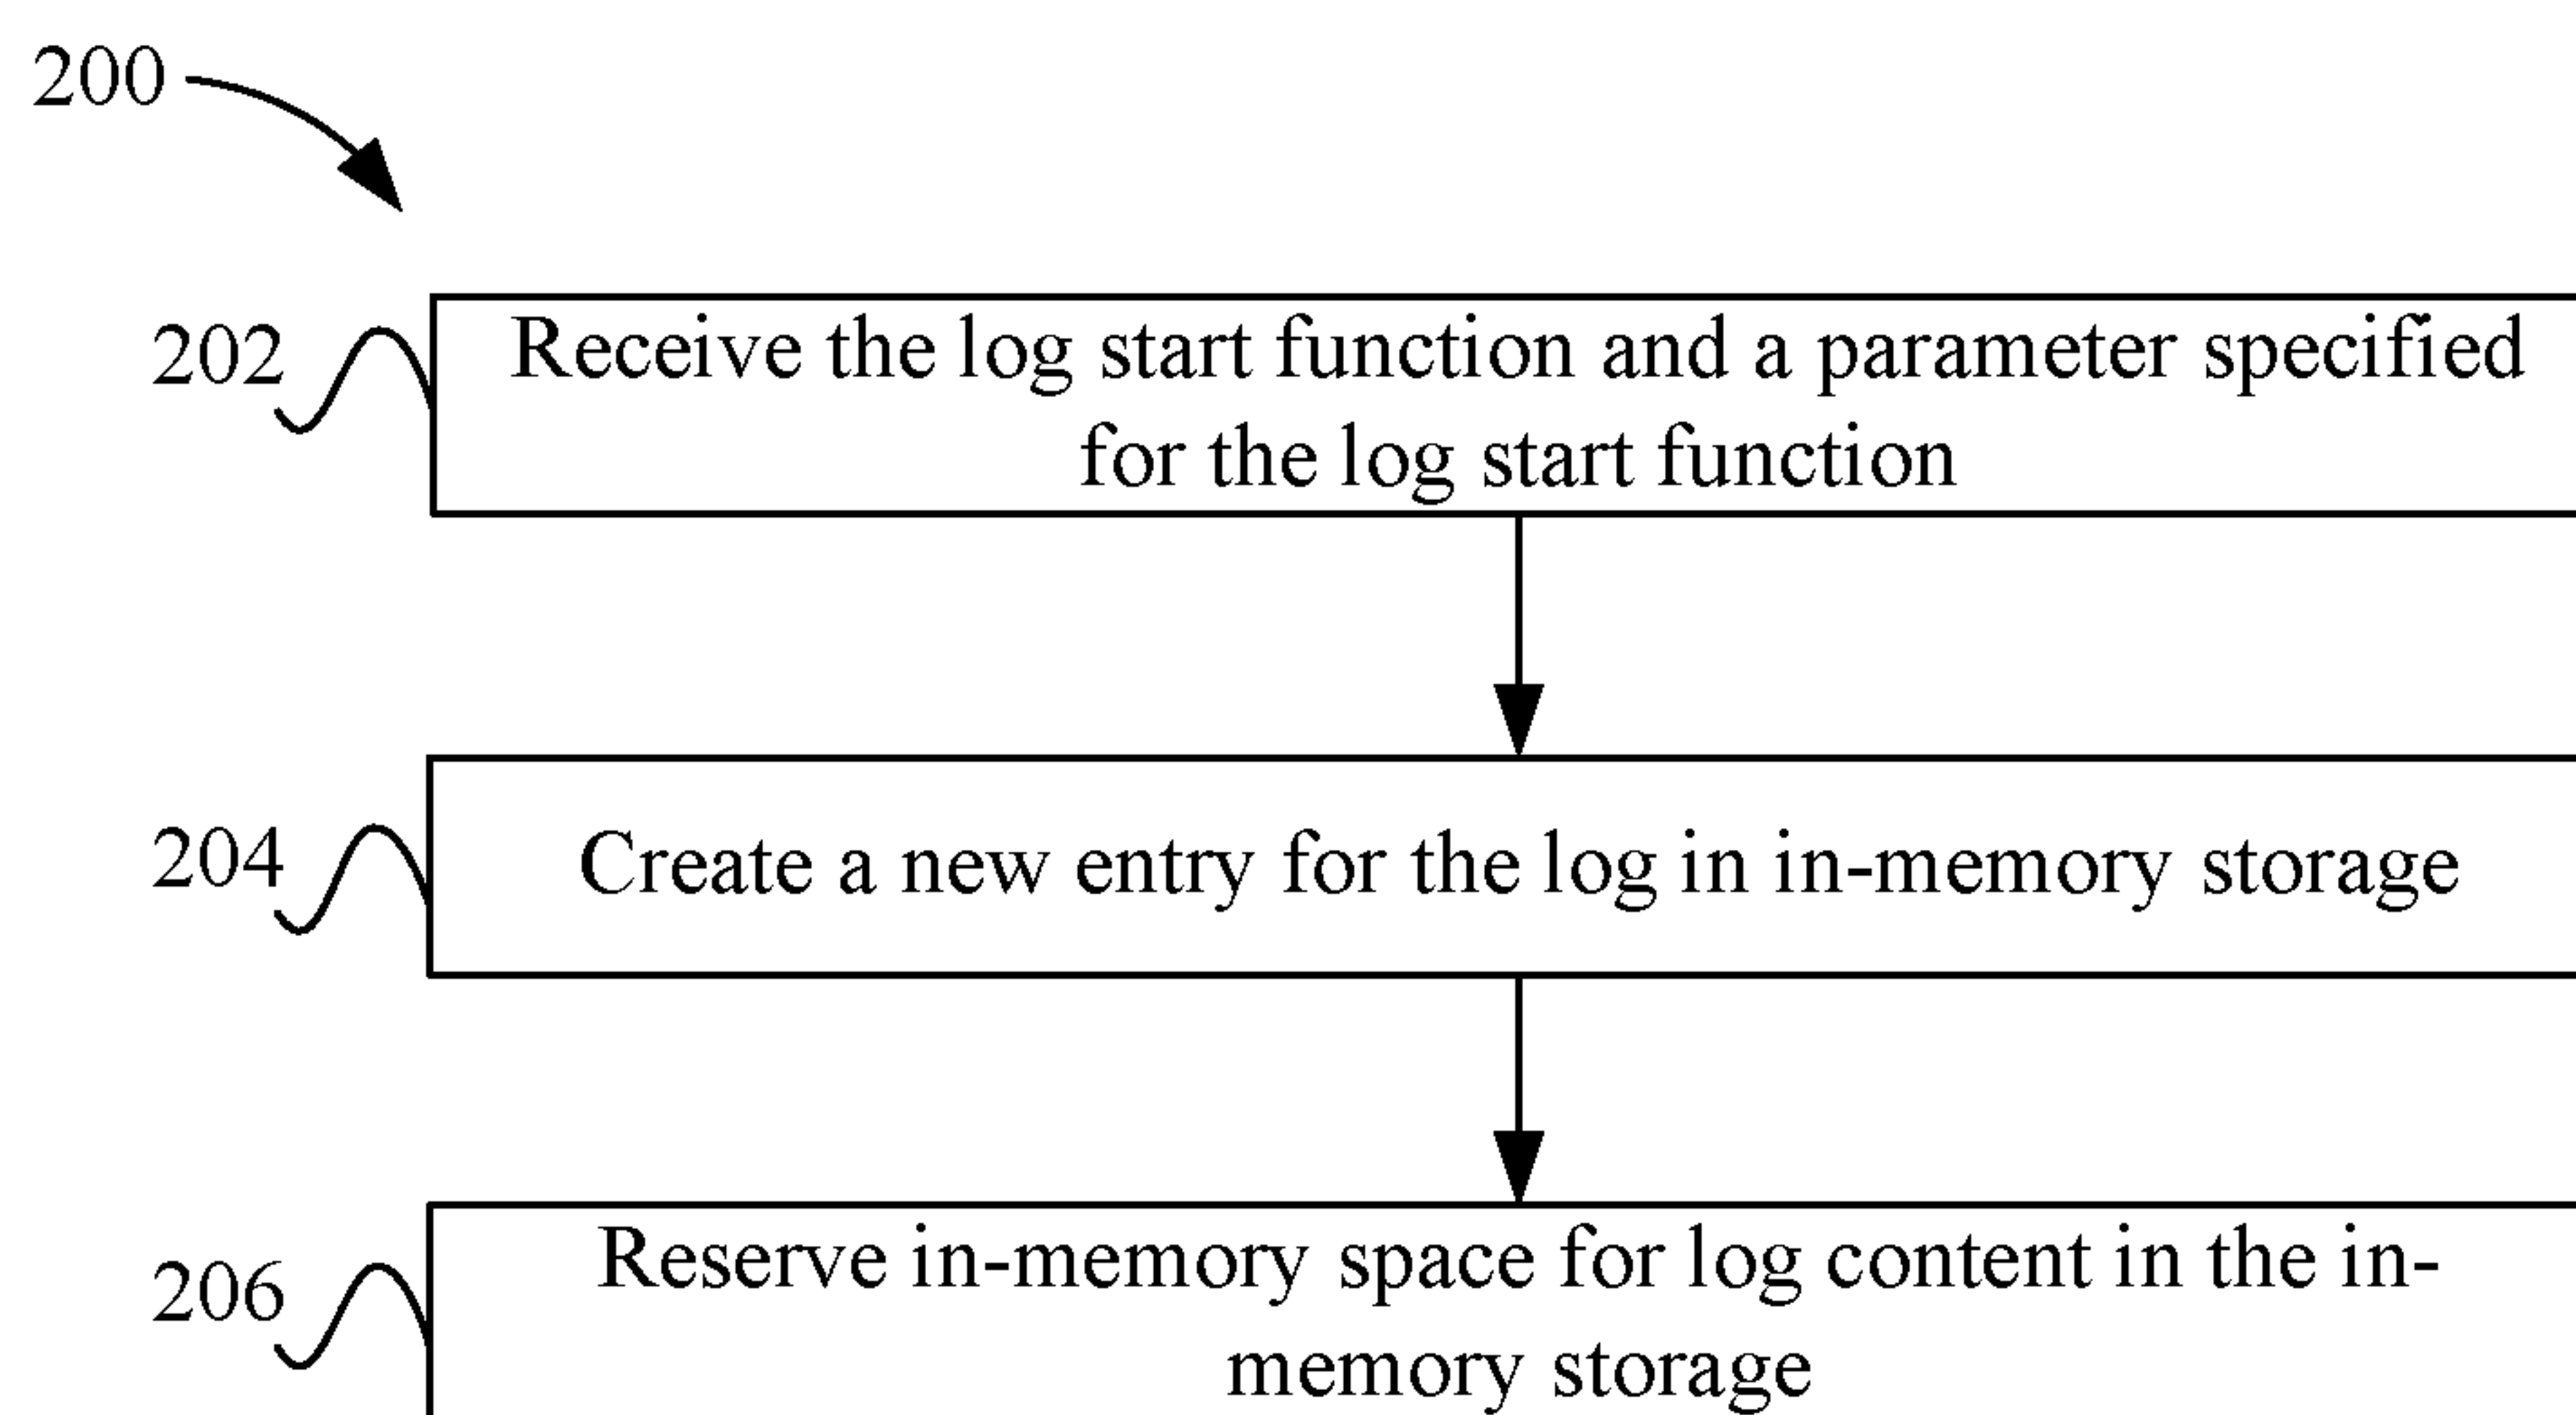 200
202
Receive the log start function and a parameter specified
for the log start function
204
Create a new entry for the log in in-memory storage
206
Reserve in-memory space for log content in the in-
memory storage